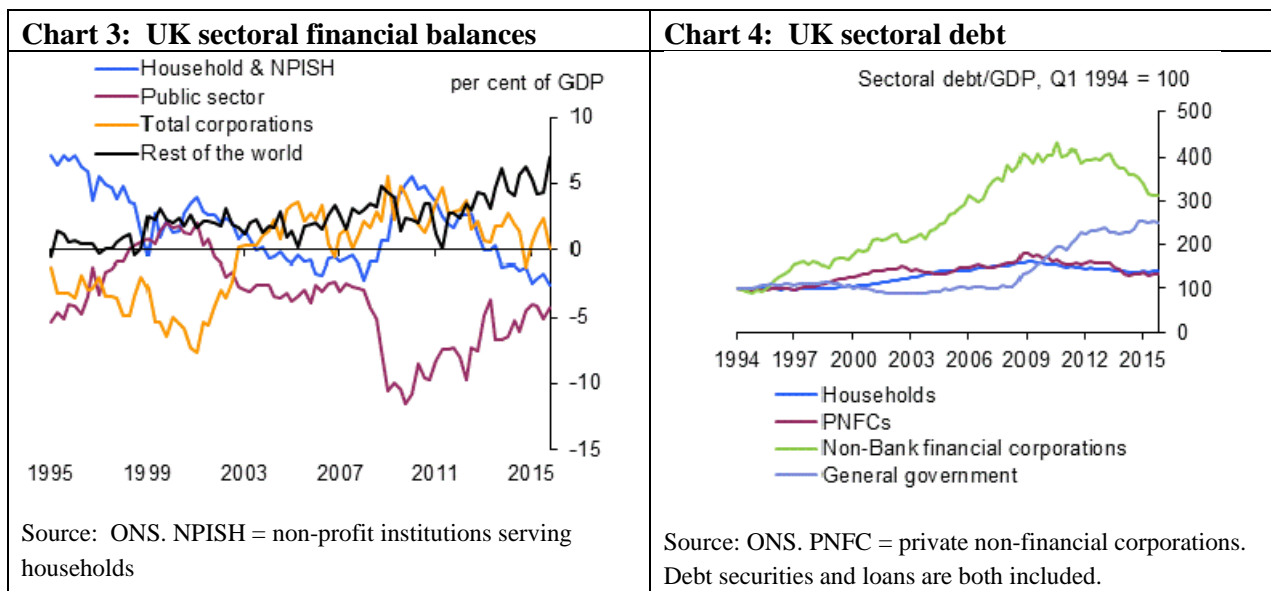 Chart 3: UK sectoral financial balances
Household & NPISH
Public sector
Total corporations
Rest of the world
per cent of GDP
10
5
0
-5
-10
-15
1995 1999 2003 2007 2011 2015
Source: ONS. NPISH = non-profit institutions serving
households
Chart 4: UK sectoral debt
Sectoral debt/GDP, Q1 1994 = 100
500
400
300
200
100
0
1994 1997 2000 2003 2006 2009 2012 2015
Households
PNFCs
Non-Bank financial corporations
General government
Source: ONS. PNFC = private non-financial corporations.
Debt securities and loans are both included.